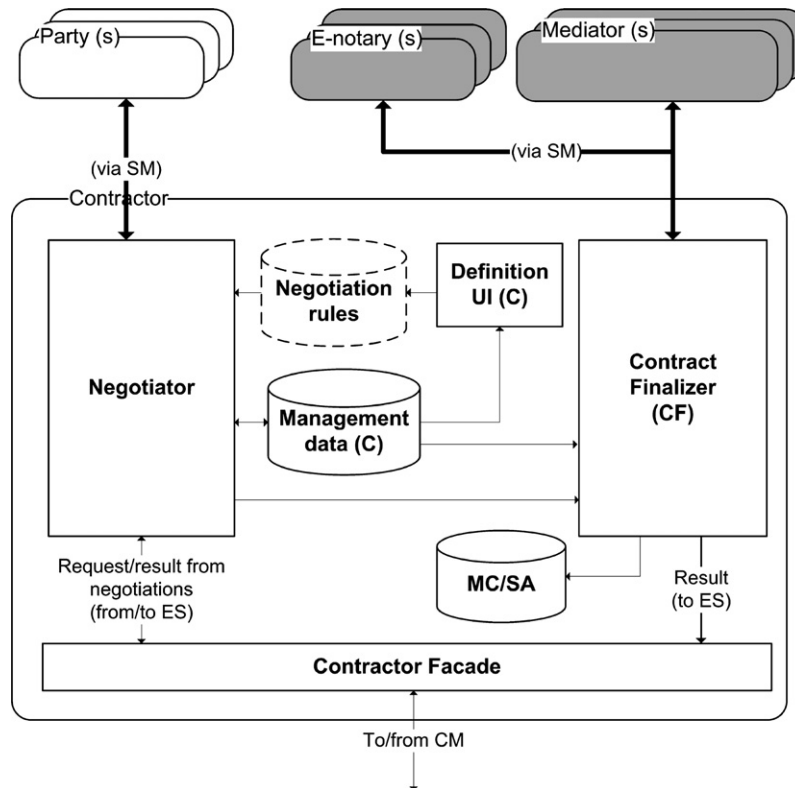 Party (s)
E-notary (s)
Mediator (s)
(via SM)
(via SM)
Contractor
Negotiation
rules
Definition
UI (C)
Negotiator
Management
data (C)
Contract
Finalizer
(CF)
Request/result from
negotiations
(from/to ES)
MC/SA
Result
(to ES)
Contractor Facade
To/from CM